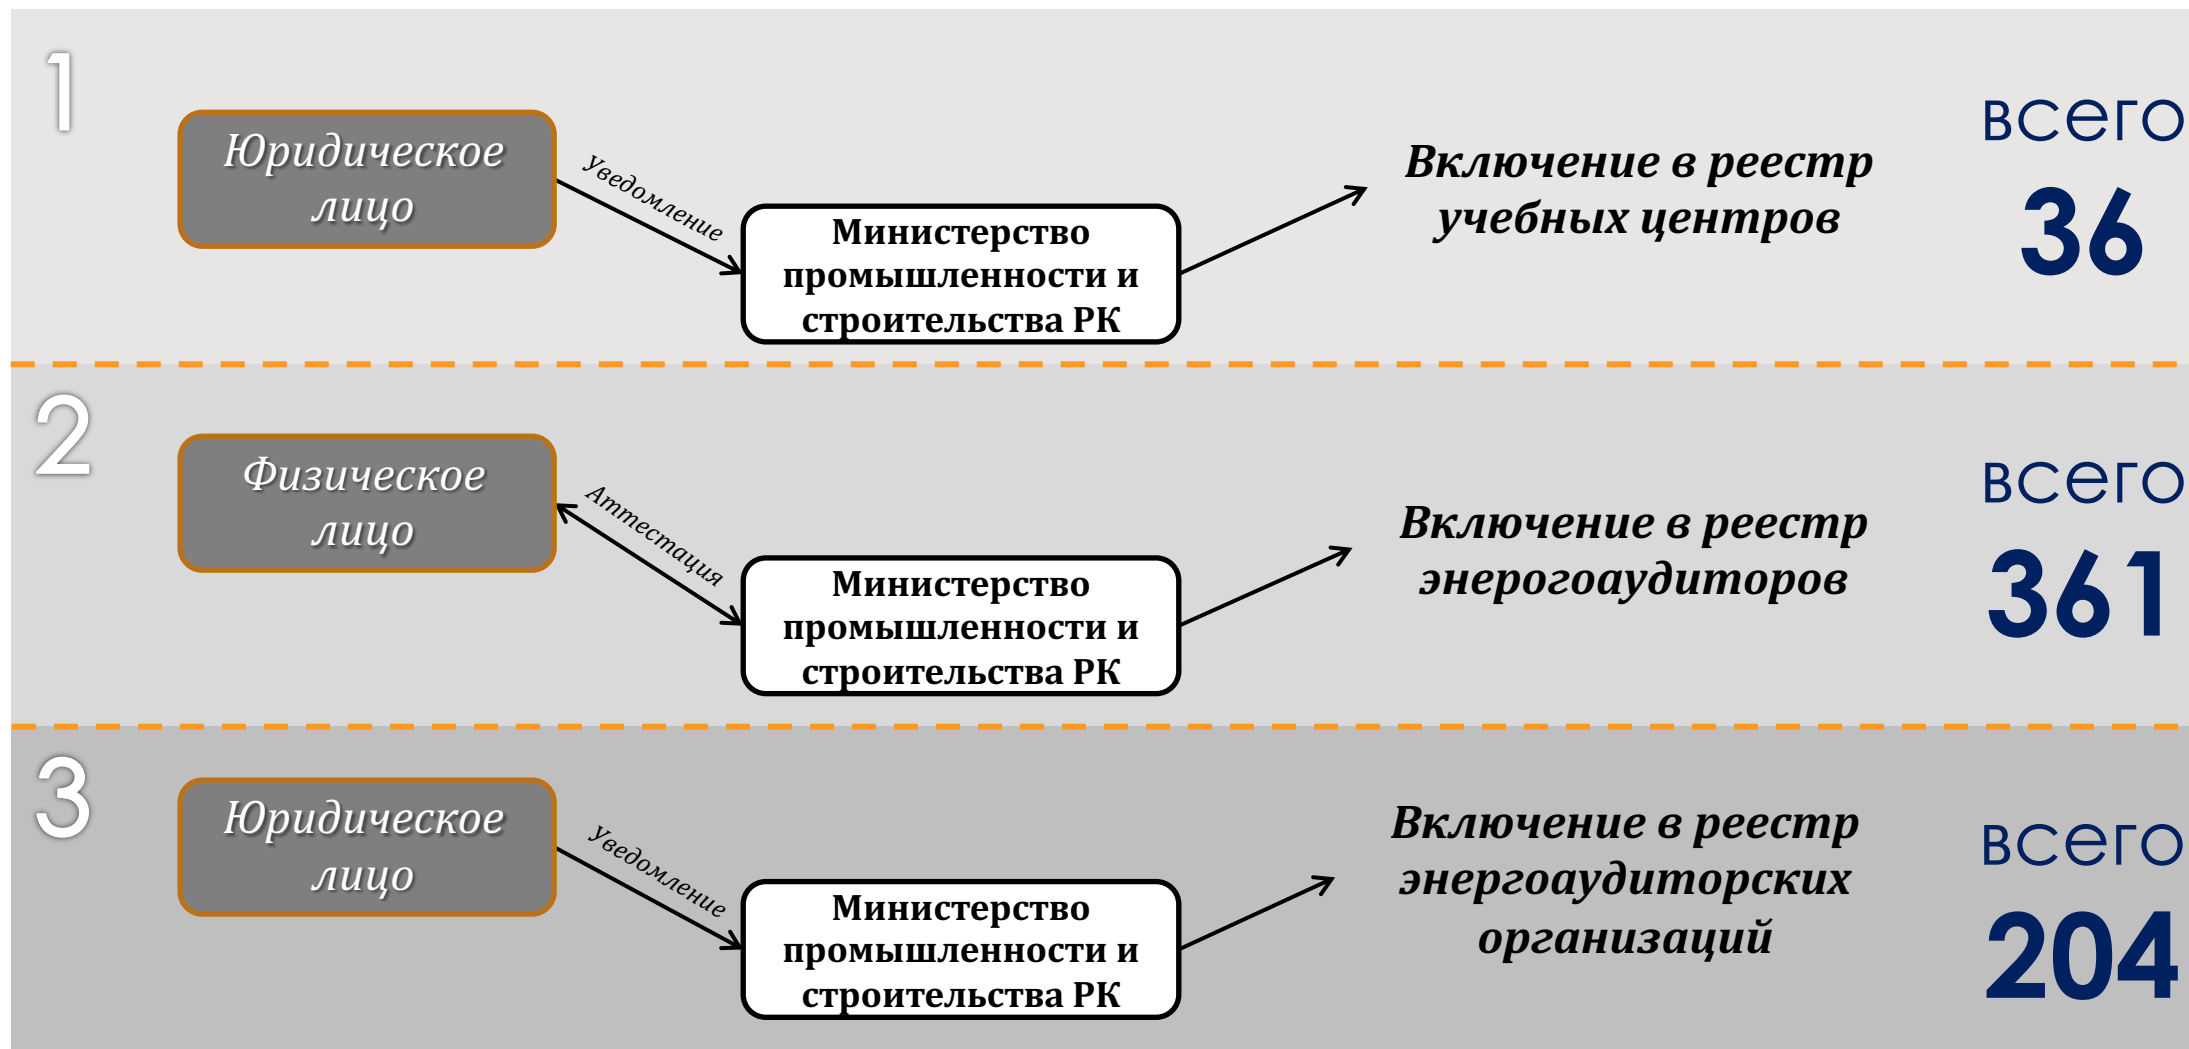 1
Юридическое
лицо
Уведомление
Министерство
промышленности и
строительства РК
Включение в реестр
учебных центров
всего
36
2
Физическое
лицо
Аттестация
Министерство
промышленности и
строительства РК
Включение в реестр
энерогоаудиторов
всего
361
3
Юридическое
лицо
Уведомление
Министерство
промышленности и
строительства РК
Включение в реестр
энергоаудиторских
организаций
всего
204